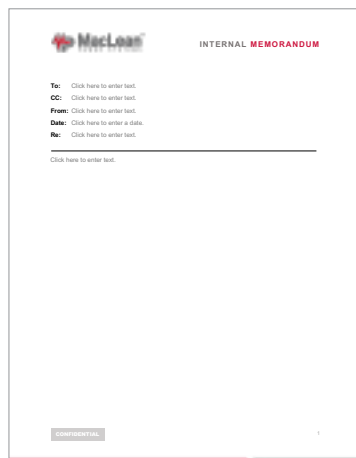 MacLean
INTERNAL MEMORANDUM
To: Click here to enter text.
CC: Click here to enter text.
From: Click here to enter text.
Date: Click here to enter a date.
Re: Click here to enter text.
Click here to enter text.
CONFIDENTIAL